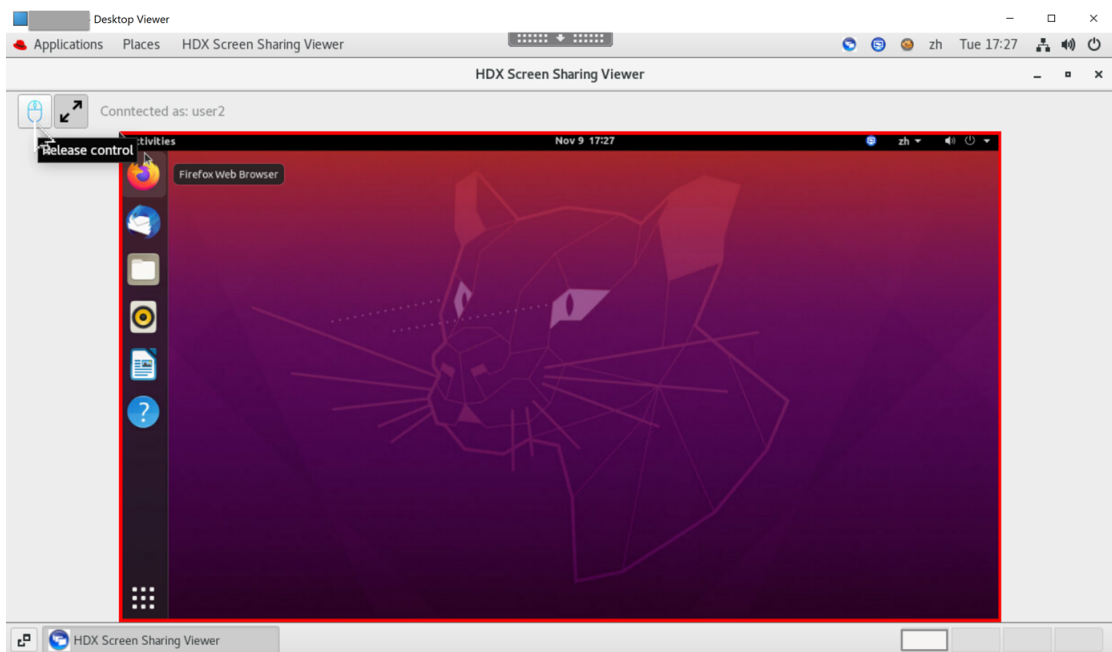 Desktop Viewer
Applications Places HDX Screen Sharing Viewer zh Tue 17:27
HDX Screen Sharing Viewer
Conntected as: user2
Release control
ctivities Nov 9 17:27 zh
Firefox Web Browser
?
HDX Screen Sharing Viewer